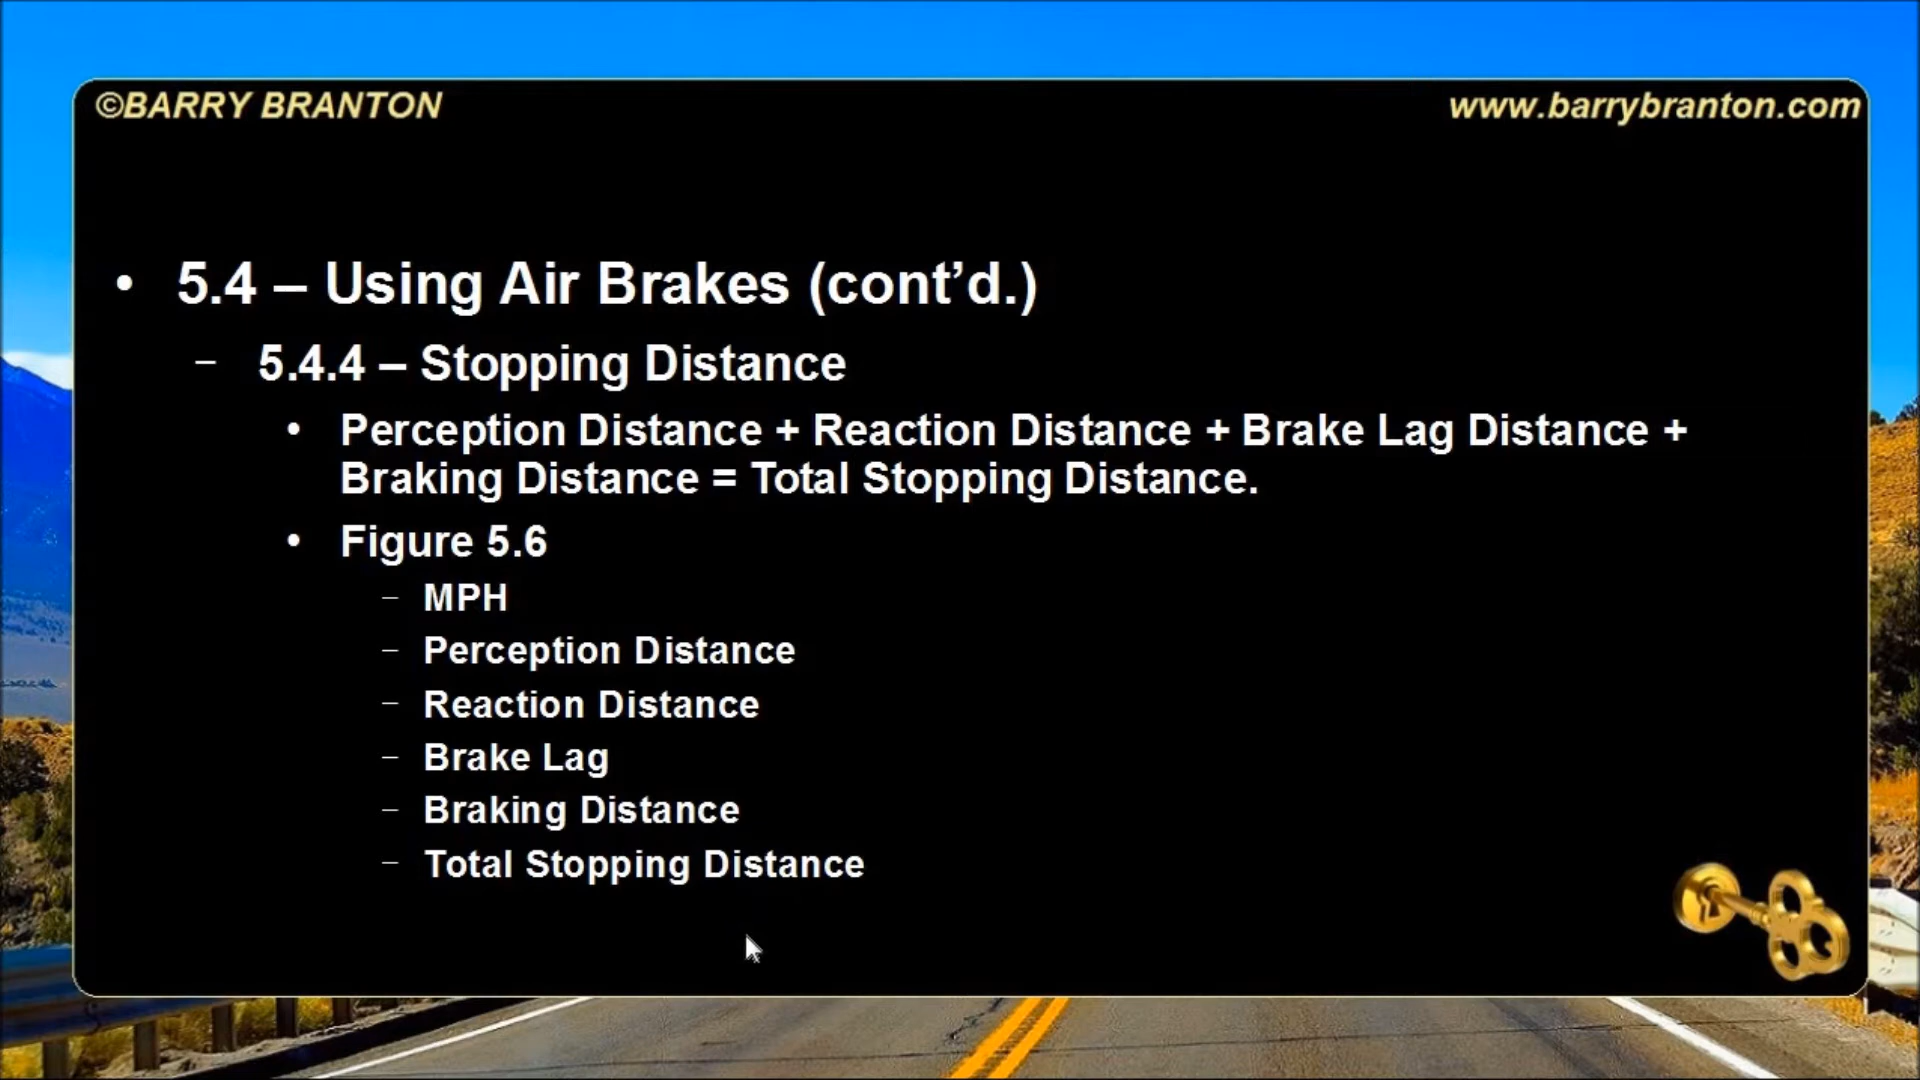 ©BARRY BRANTON
www.barrybranton.com
• 5.4 – Using Air Brakes (cont’d.)
– 5.4.4 – Stopping Distance
• Perception Distance + Reaction Distance + Brake Lag Distance +
Braking Distance = Total Stopping Distance.
• Figure 5.6
– MPH
– Perception Distance
– Reaction Distance
– Brake Lag
– Braking Distance
– Total Stopping Distance